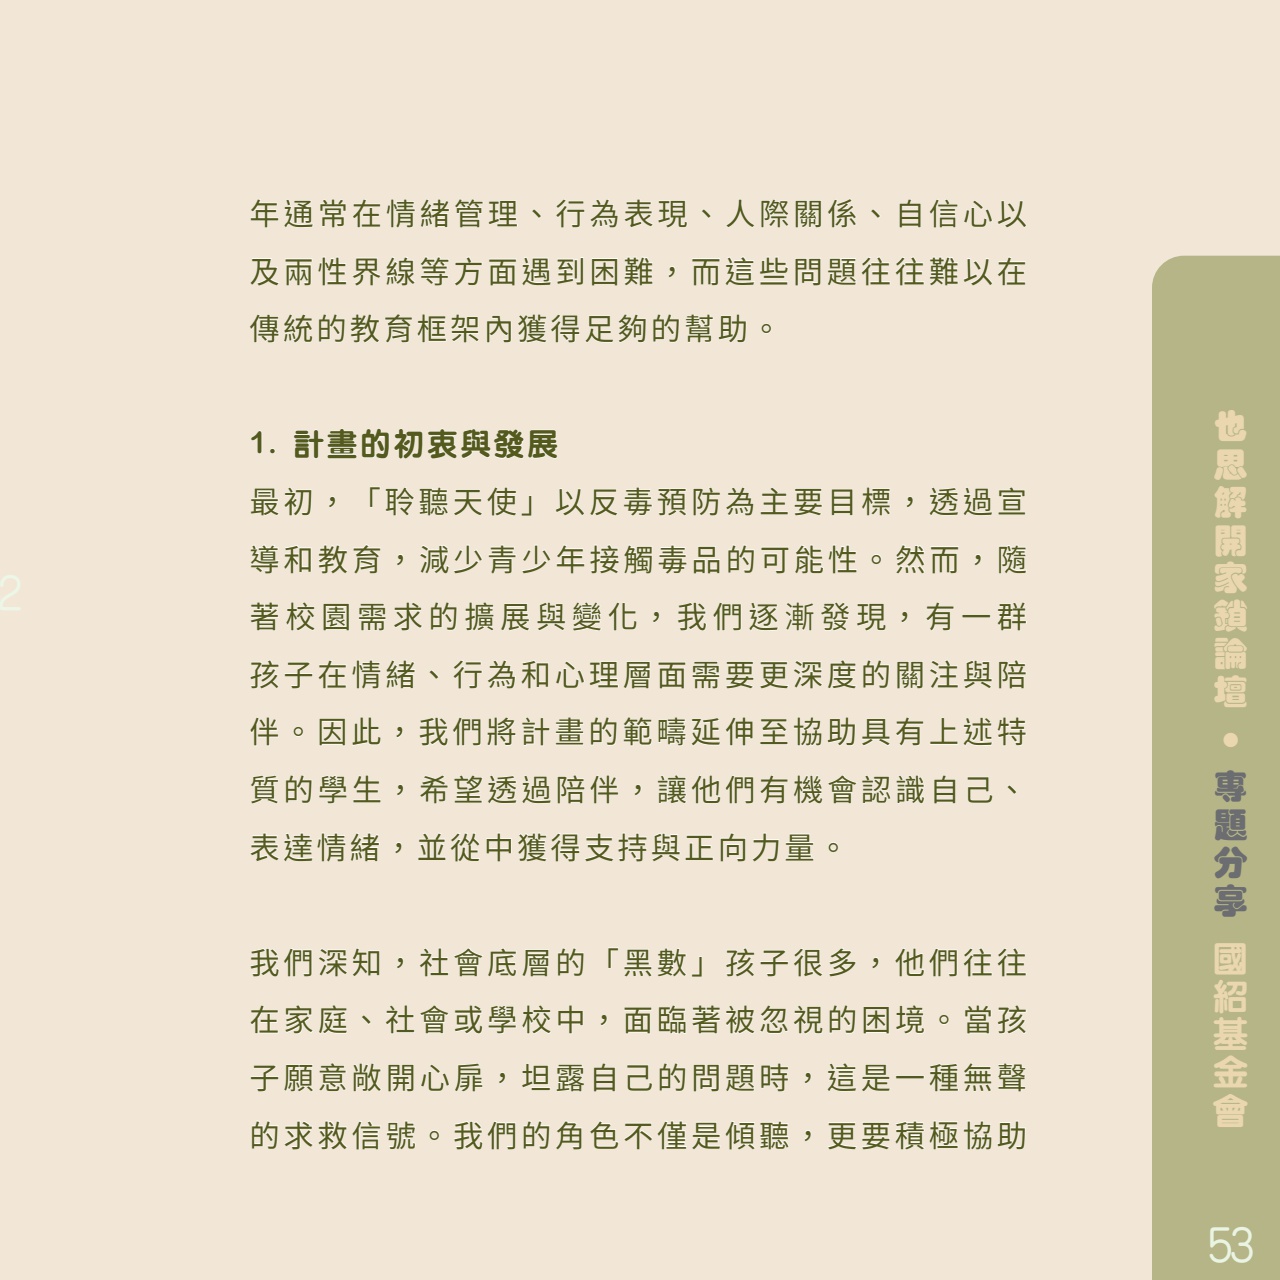 年通常在情緒管理、行為表現、人際關係、自信心以
及兩性界線等方面遇到困難，而這些問題往往難以在
傳統的教育框架內獲得足夠的幫助。
1. 計畫的初衷與發展
最初，「聆聽天使」以反毒預防為主要目標，透過宣
導和教育，減少青少年接觸毒品的可能性。然而，隨
著校園需求的擴展與變化，我們逐漸發現，有一群
孩子在情緒、行為和心理層面需要更深度的關注與陪
伴。因此，我們將計畫的範疇延伸至協助具有上述特
質的學生，希望透過陪伴，讓他們有機會認識自己、
表達情緒，並從中獲得支持與正向力量。
我們深知，社會底層的「黑數」孩子很多，他們往往
在家庭、社會或學校中，面臨著被忽視的困境。當孩
子願意敞開心扉，坦露自己的問題時，這是一種無聲
的求救信號。我們的角色不僅是傾聽，更要積極協助
也思解開家鎖論壇•專題分享 國紹基金會
2
53